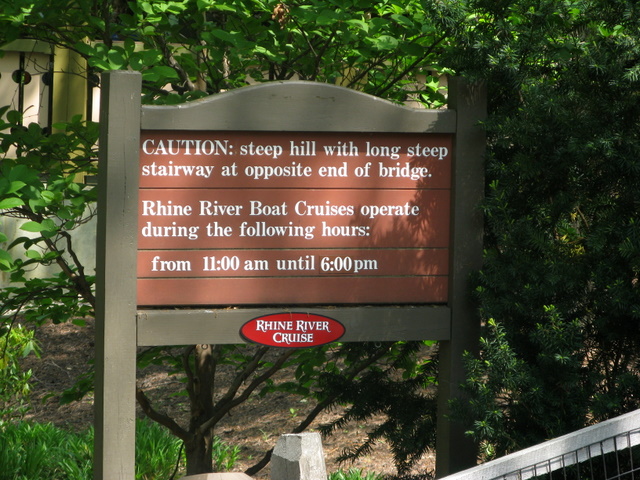 CAUTION: steep hill with long steep
stairway at opposite end of bridge.
Rhine River Boat Cruises operate
during the following hours:
from 11:00 am until 6:00pm
RHINE RIVER
CRUISE